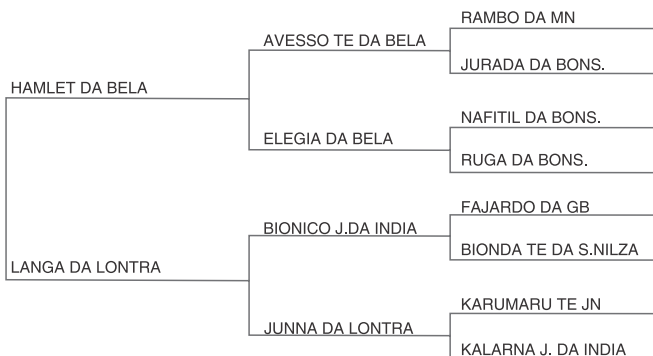 RAMBO DA MN
AVESSO TE DA BELA
JURADA DA BONS.
HAMLET DA BELA
NAFITIL DA BONS.
ELEGIA DA BELA
RUGA DA BONS.
FAJARDO DA GB
BIONICO J.DA INDIA
BIONDA TE DA S.NILZA
LANGA DA LONTRA
KARUMARU TE JN
JUNNA DA LONTRA
KALARNA J. DA INDIA